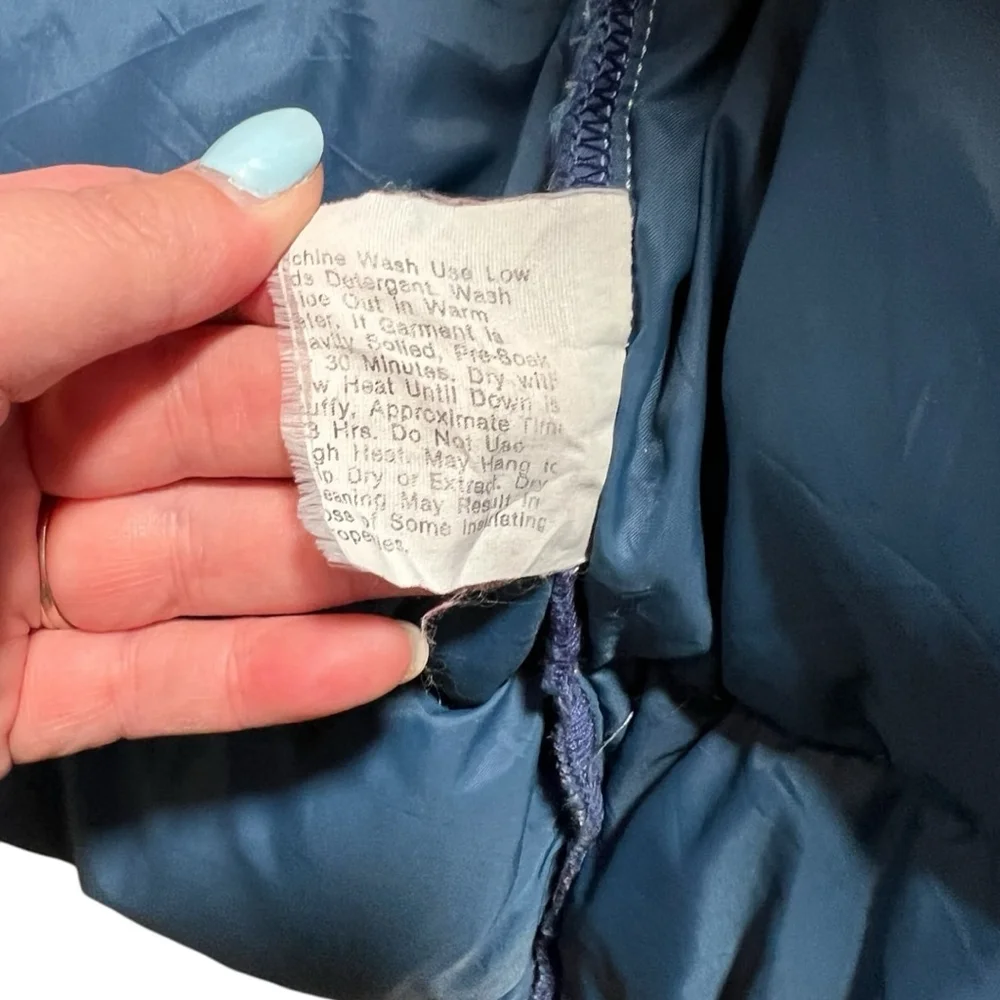 chine Wash Use Low
ds Detergent. Wash
ide Out in Warm
ater. If Garment is
avily Soiled, Pre-Soak
30 Minutes. Dry with
w Heat Until Down is
uffy, Approximate Time
3 Hrs. Do Not Use
gh Heat. May Hang to
p Dry or Extract. Dry
eaning May Result in
oss of Some Insulating
roperties.